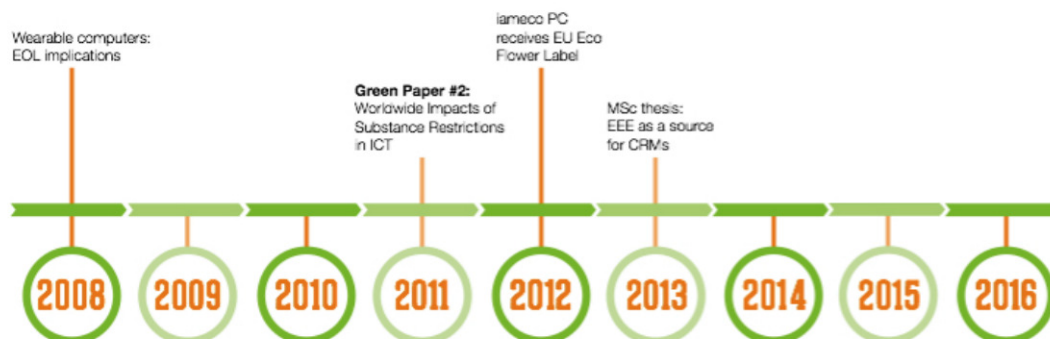 Wearable computers:
EOL implications
Green Paper #2:
Worldwide Impacts of
Substance Restrictions
in ICT
iameco PC
receives EU Eco
Flower Label
MSc thesis:
EEE as a source
for CRMs
2008
2009
2010
2011
2012
2013
2014
2015
2016